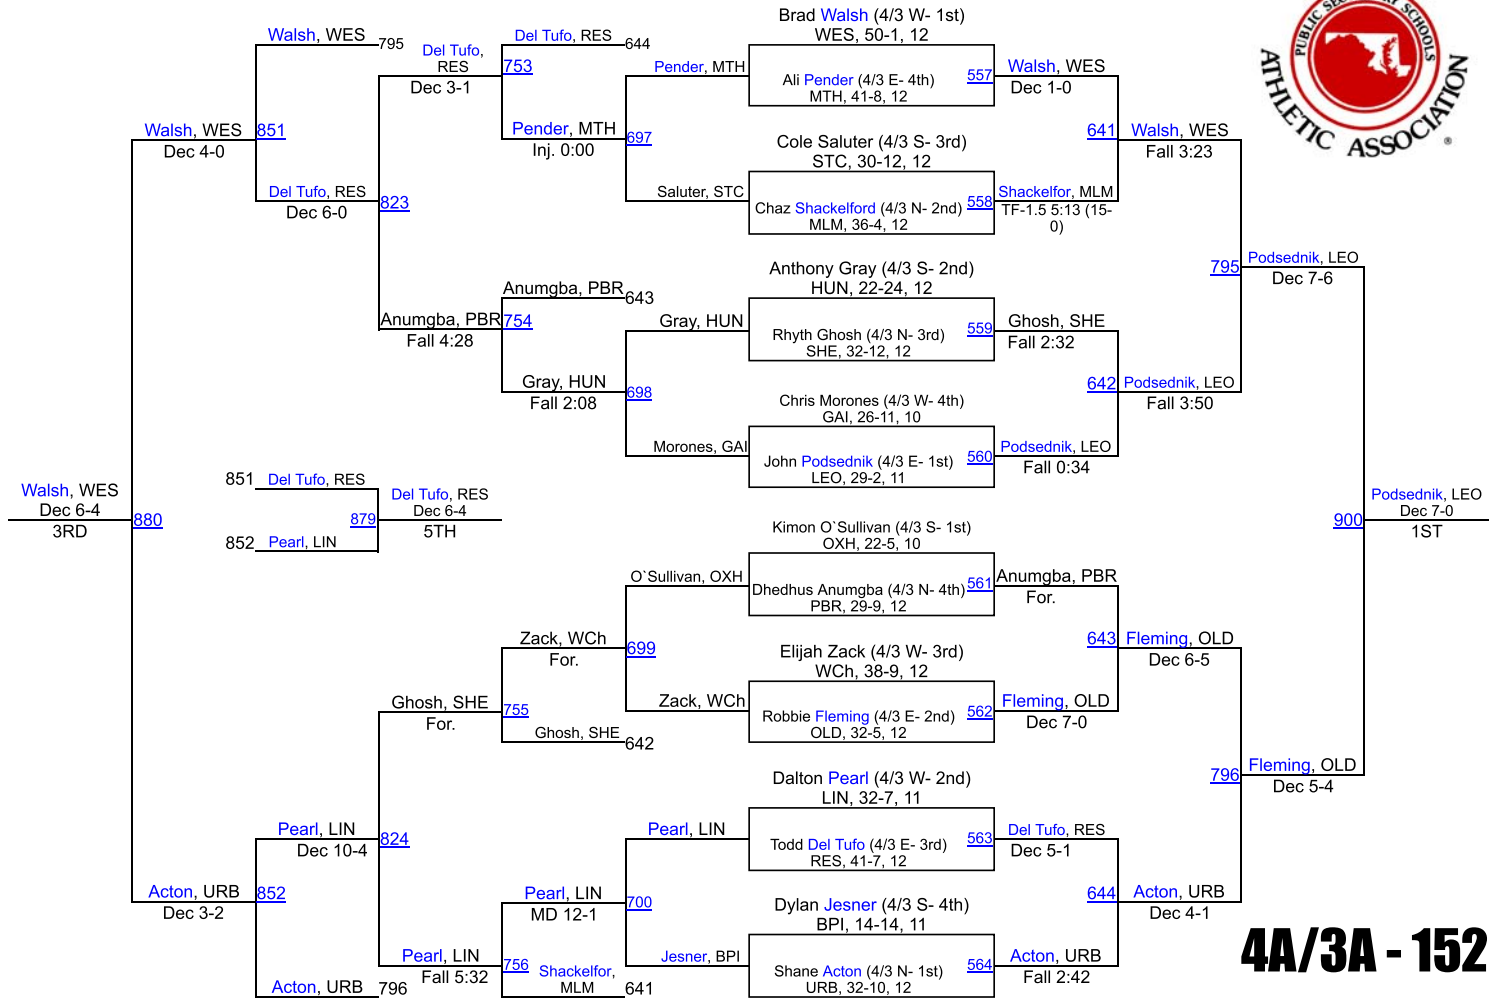 PUBLIC SECONDARY SCHOOLS
ATHLETIC ASSOCIATION
®
Walsh, WES
795
Del Tufo,
RES
Dec 3-1
753
Del Tufo, RES
644
Pender, MTH
Brad Walsh (4/3 W- 1st)
WES, 50-1, 12
Ali Pender (4/3 E- 4th)
MTH, 41-8, 12
557
Walsh, WES
Dec 1-0
Walsh, WES
Dec 4-0
851
Pender, MTH
Inj. 0:00
697
Cole Saluter (4/3 S- 3rd)
STC, 30-12, 12
641
Walsh, WES
Fall 3:23
Del Tufo, RES
Dec 6-0
823
Saluter, STC
Chaz Shackelford (4/3 N- 2nd)
MLM, 36-4, 12
558
Shackelfor, MLM
TF-1.5 5:13 (15-
0)
Anthony Gray (4/3 S- 2nd)
HUN, 22-24, 12
795
Podsednik, LEO
Dec 7-6
Anumgba, PBR
643
Anumgba, PBR
Fall 4:28
754
Gray, HUN
Rhyth Ghosh (4/3 N- 3rd)
SHE, 32-12, 12
559
Ghosh, SHE
Fall 2:32
Gray, HUN
Fall 2:08
698
Chris Morones (4/3 W- 4th)
GAI, 26-11, 10
642
Podsednik, LEO
Fall 3:50
Morones, GAI
John Podsednik (4/3 E- 1st)
LEO, 29-2, 11
560
Podsednik, LEO
Fall 0:34
851
Del Tufo, RES
Walsh, WES
Dec 6-4
3RD
880
879
Del Tufo, RES
Dec 6-4
5TH
852
Pearl, LIN
900
Podsednik, LEO
Dec 7-0
1ST
Kimon O`Sullivan (4/3 S- 1st)
OXH, 22-5, 10
O`Sullivan, OXH
Dhedhus Anumgba (4/3 N- 4th)
PBR, 29-9, 12
561
Anumgba, PBR
For.
Zack, WCh
For.
699
Elijah Zack (4/3 W- 3rd)
WCh, 38-9, 12
643
Fleming, OLD
Dec 6-5
Ghosh, SHE
For.
755
Zack, WCh
Robbie Fleming (4/3 E- 2nd)
OLD, 32-5, 12
562
Fleming, OLD
Dec 7-0
Ghosh, SHE
642
Dalton Pearl (4/3 W- 2nd)
LIN, 32-7, 11
796
Fleming, OLD
Dec 5-4
Pearl, LIN
Dec 10-4
824
Pearl, LIN
Todd Del Tufo (4/3 E- 3rd)
RES, 41-7, 12
563
Del Tufo, RES
Dec 5-1
Acton, URB
Dec 3-2
852
Pearl, LIN
MD 12-1
700
Dylan Jesner (4/3 S- 4th)
BPI, 14-14, 11
644
Acton, URB
Dec 4-1
Pearl, LIN
Fall 5:32
756
Shackelfor,
MLM
641
Jesner, BPI
Shane Acton (4/3 N- 1st)
URB, 32-10, 12
564
Acton, URB
Fall 2:42
Acton, URB
796
4A/3A - 152